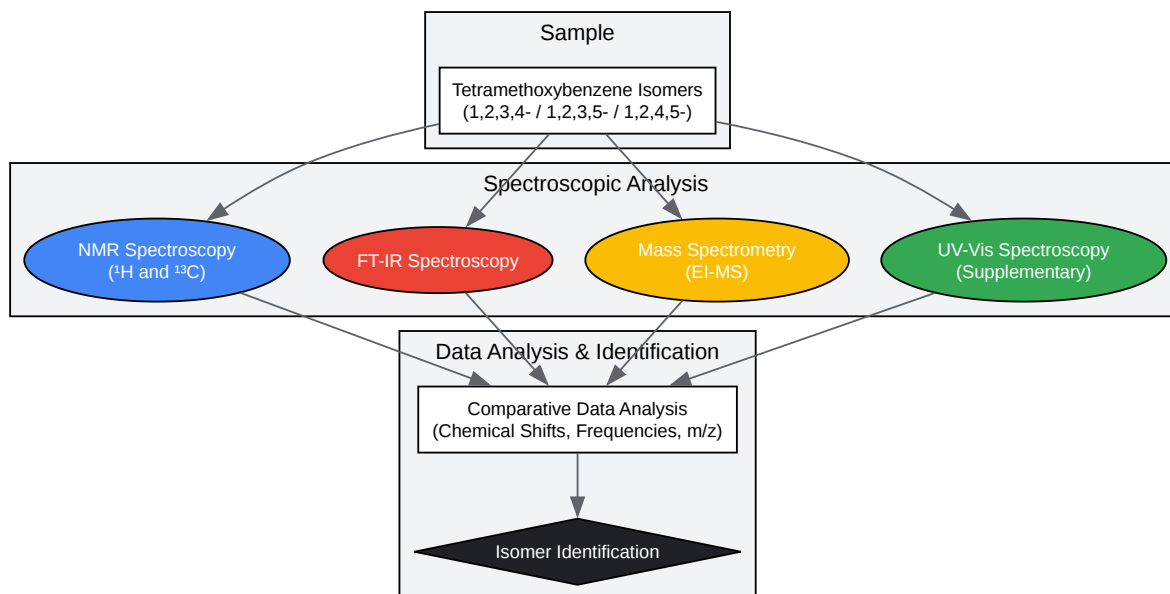 Sample
Tetramethoxybenzene Isomers
(1,2,3,4- / 1,2,3,5- / 1,2,4,5-)
Spectroscopic Analysis
NMR Spectroscopy
(¹H and ¹³C)
FT-IR Spectroscopy
Mass Spectrometry
(EI-MS)
UV-Vis Spectroscopy
(Supplementary)
Data Analysis & Identification
Comparative Data Analysis
(Chemical Shifts, Frequencies, m/z)
Isomer Identification